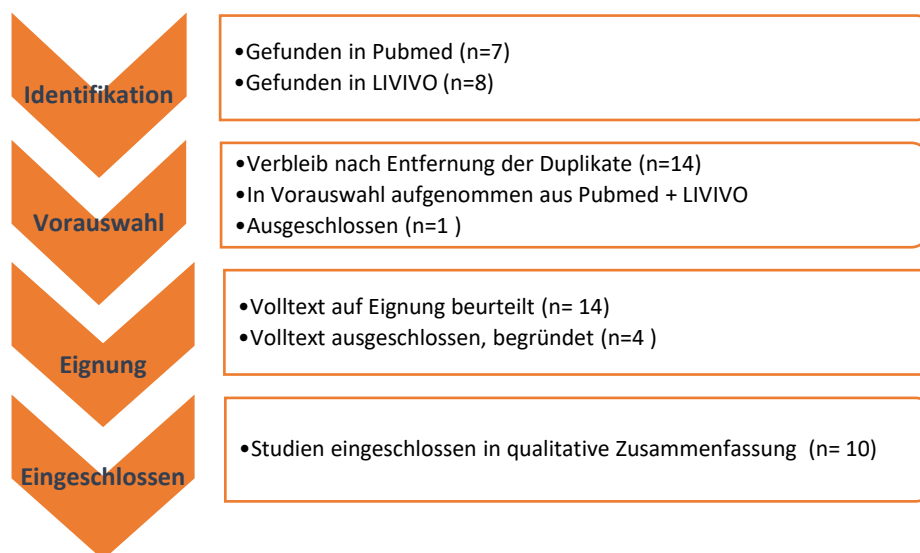 Identifikation
•Gefunden in Pubmed (n=7)
•Gefunden in LIVIVO (n=8)
Vorauswahl
•Verbleib nach Entfernung der Duplikate (n=14)
•In Vorauswahl aufgenommen aus Pubmed + LIVIVO
•Ausgeschlossen (n=1 )
Eignung
•Volltext auf Eignung beurteilt (n= 14)
•Volltext ausgeschlossen, begründet (n=4 )
Eingeschlossen
•Studien eingeschlossen in qualitative Zusammenfassung (n= 10)